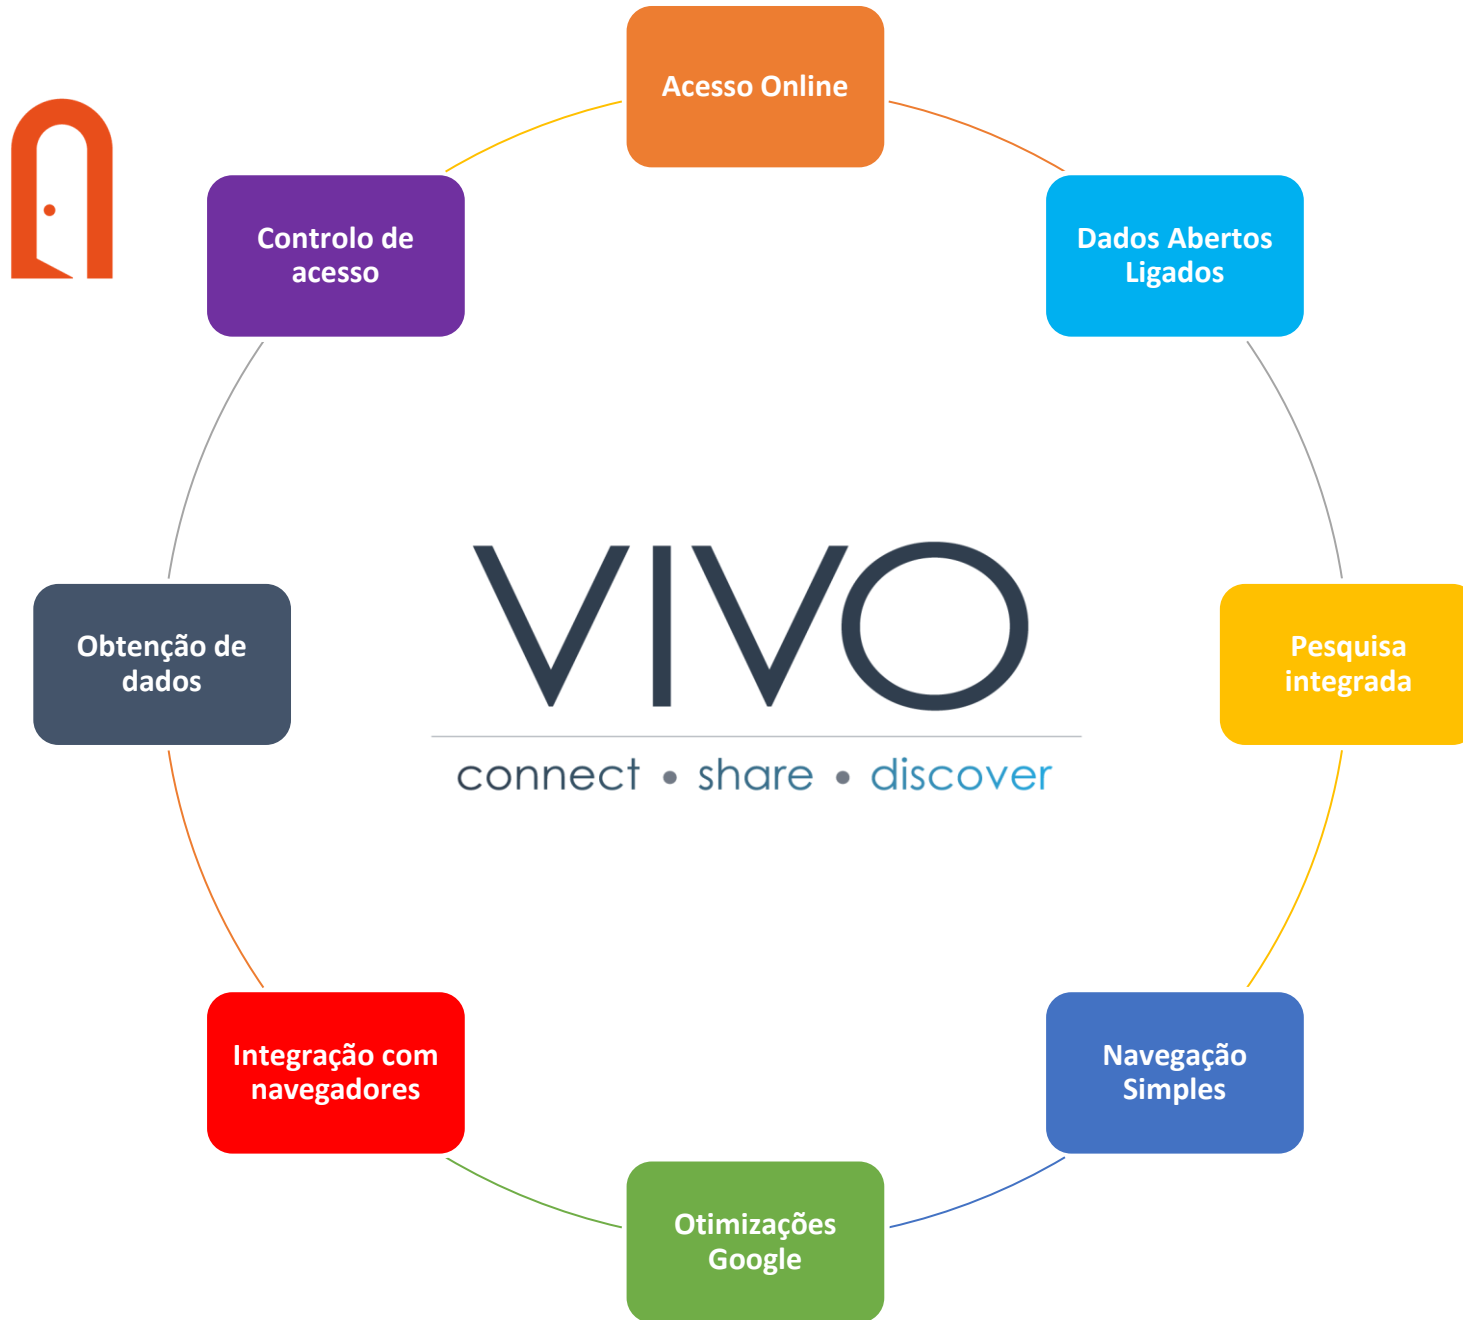 Acesso Online
Dados Abertos
Ligados
Pesquisa
integrada
Navegação
Simples
Otimizações
Google
Integração com
navegadores
Obtenção de
dados
Controlo de
acesso
VIVO
connect • share • discover